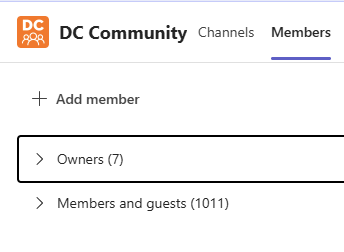 DC
DC Community Channels Members
Add member
Owners (7)
Members and guests (1011)